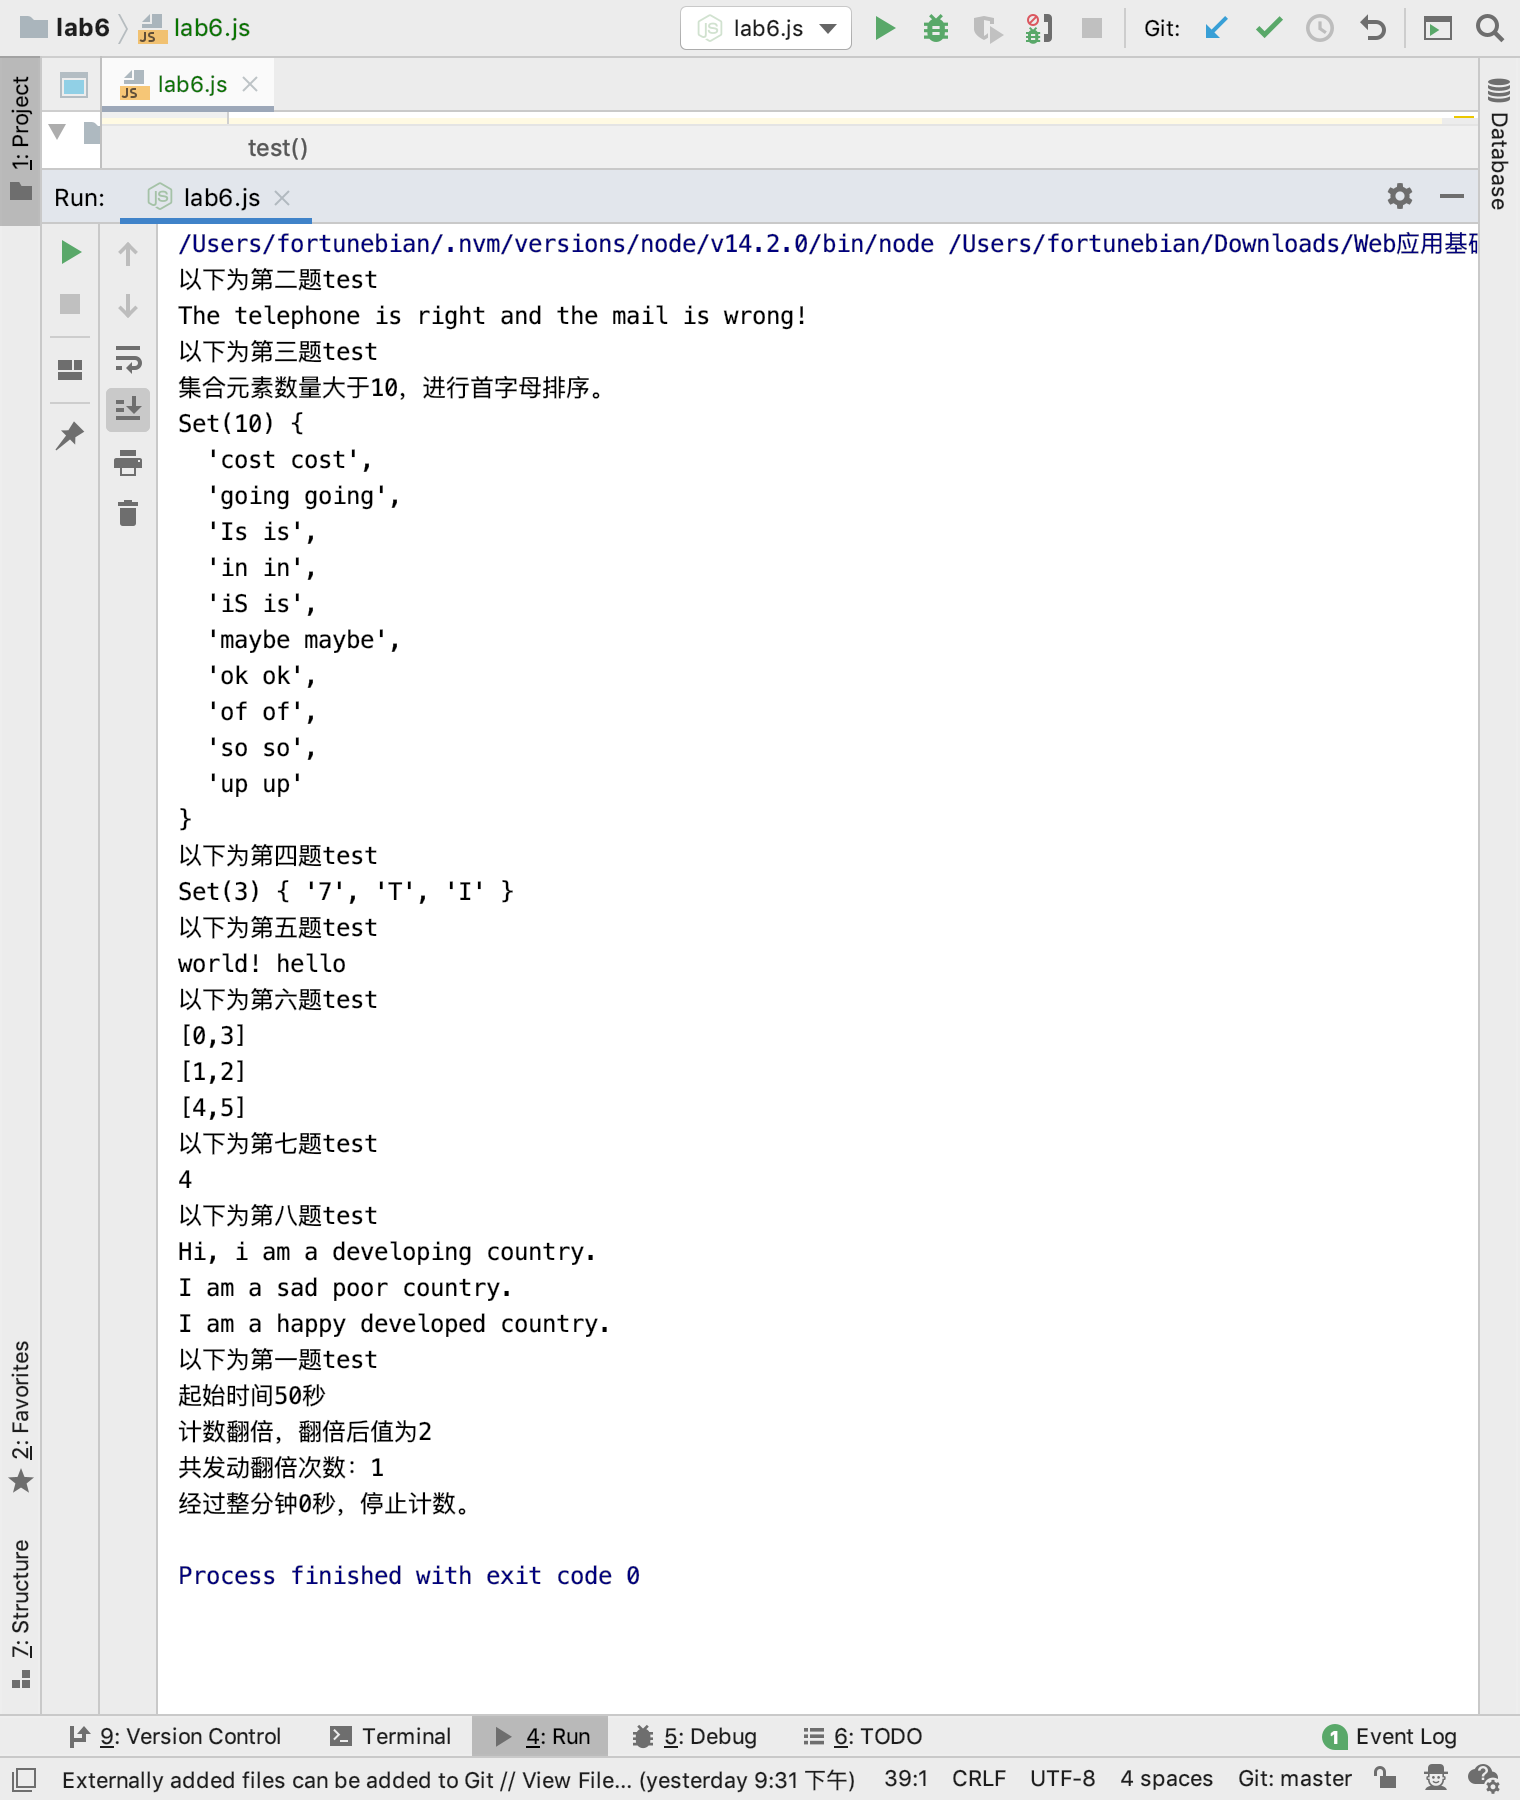 lab6 lab6.js lab6.js Git:
lab6.js
test()
Run: lab6.js
/Users/fortunebian/.nvm/versions/node/v14.2.0/bin/node /Users/fortunebian/Downloads/Web应用基
以下为第二题test
The telephone is right and the mail is wrong!
以下为第三题test
集合元素数量大于10，进行首字母排序。
Set(10) {
'cost cost',
'going going',
'Is is',
'in in',
'iS is',
'maybe maybe',
'ok ok',
'of of',
'so so',
'up up'
}
以下为第四题test
Set(3) { '7', 'T', 'I' }
以下为第五题test
world! hello
以下为第六题test
[0,3]
[1,2]
[4,5]
以下为第七题test
4
以下为第八题test
Hi, i am a developing country.
I am a sad poor country.
I am a happy developed country.
以下为第一题test
起始时间50秒
计数翻倍，翻倍后值为2
共发动翻倍次数：1
经过整分钟0秒，停止计数。
Process finished with exit code 0
1: Project
2: Favorites
7: Structure
Database
9: Version Control Terminal 4: Run 5: Debug 6: TODO 1 Event Log
Externally added files can be added to Git // View File... (yesterday 9:31 下午) 39:1 CRLF UTF-8 4 spaces Git: master